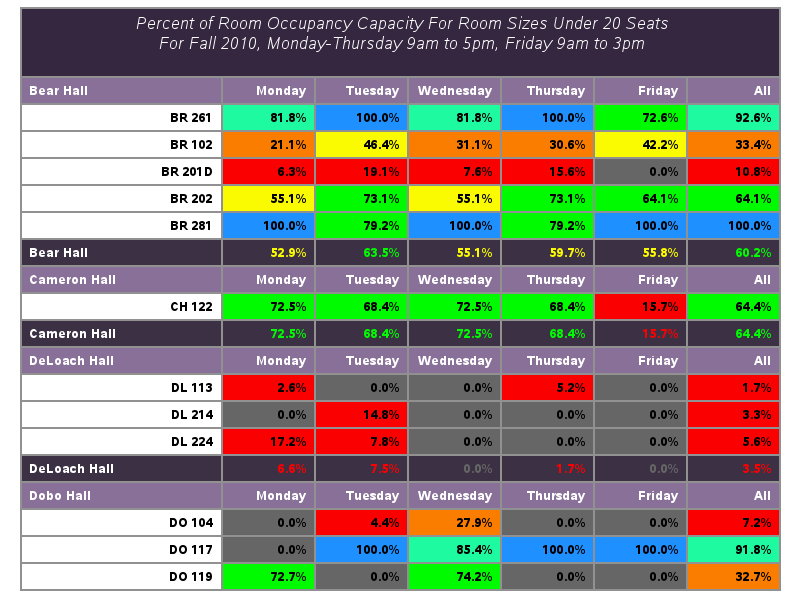 Percent of Room Occupancy Capacity For Room Sizes Under 20 Seats
For Fall 2010, Monday-Thursday 9am to 5pm, Friday 9am to 3pm
Bear Hall Monday Tuesday Wednesday Thursday Friday All
BR 261 81.8% 100.0% 81.8% 100.0% 72.6% 92.6%
BR 102 21.1% 46.4% 31.1% 30.6% 42.2% 33.4%
BR 201D 6.3% 19.1% 7.6% 15.6% 0.0% 10.8%
BR 202 55.1% 73.1% 55.1% 73.1% 64.1% 64.1%
BR 281 100.0% 79.2% 100.0% 79.2% 100.0% 100.0%
Bear Hall 52.9% 63.5% 55.1% 59.7% 55.8% 60.2%
Cameron Hall Monday Tuesday Wednesday Thursday Friday All
CH 122 72.5% 68.4% 72.5% 68.4% 15.7% 64.4%
Cameron Hall 72.5% 68.4% 72.5% 68.4% 15.7% 64.4%
DeLoach Hall Monday Tuesday Wednesday Thursday Friday All
DL 113 2.6% 0.0% 0.0% 5.2% 0.0% 1.7%
DL 214 0.0% 14.8% 0.0% 0.0% 0.0% 3.3%
DL 224 17.2% 7.8% 0.0% 0.0% 0.0% 5.6%
DeLoach Hall 6.6% 7.5% 0.0% 1.7% 0.0% 3.5%
Dobo Hall Monday Tuesday Wednesday Thursday Friday All
DO 104 0.0% 4.4% 27.9% 0.0% 0.0% 7.2%
DO 117 0.0% 100.0% 85.4% 100.0% 100.0% 91.8%
DO 119 72.7% 0.0% 74.2% 0.0% 0.0% 32.7%